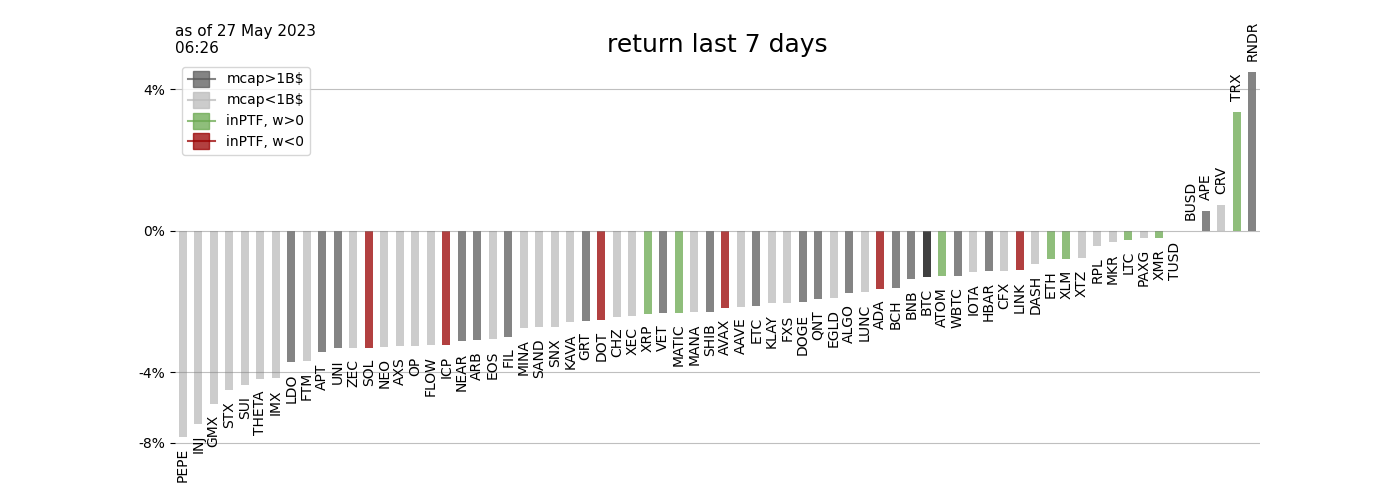 as of 27 May 2023
06:26
return last 7 days
mcap>1B$
mcap<1B$
inPTF, w>0
inPTF, w<0
4%
0%
-4%
-8%
PEPE
INJ
GMX
STX
SUI
THETA
IMX
LDO
FTM
APT
UNI
ZEC
SOL
NEO
AXS
OP
FLOW
ICP
NEAR
ARB
EOS
FIL
MINA
SAND
SNX
KAVA
GRT
DOT
CHZ
XEC
XRP
VET
MATIC
MANA
SHIB
AVAX
AAVE
ETC
KLAY
FXS
DOGE
QNT
EGLD
ALGO
LUNC
ADA
BCH
BNB
BTC
ATOM
WBTC
IOTA
HBAR
CFX
LINK
DASH
ETH
XLM
XTZ
RPL
MKR
LTC
PAXG
XMR
TUSD
BUSD
APE
CRV
TRX
RNDR